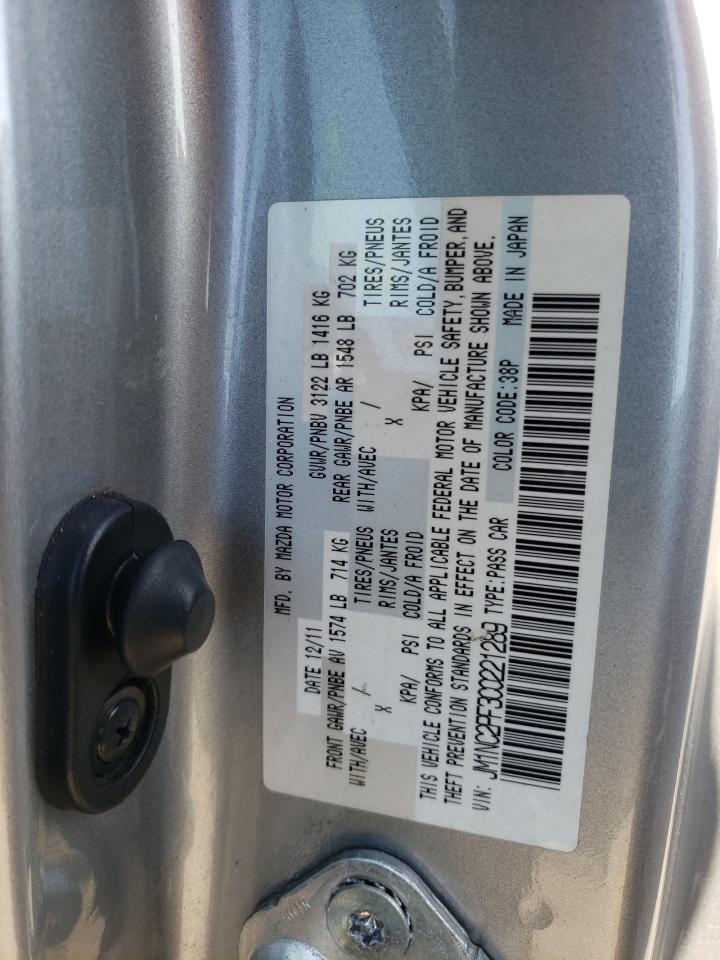 MFD. BY MAZDA MOTOR CORPORATION
DATE 12/11 GVWR/PNBV 3122 LB 1416 KG
FRONT GAWR/PNBE AV 1574 LB 714 KG REAR GAWR/PNBE AR 1548 LB 702 KG
WITH/AVEC / TIRES/PNEUS WITH/AVEC / TIRES/PNEUS
X RIMS/JANTES X RIMS/JANTES
KPA/ PSI COLD/A FROID KPA/ PSI COLD/A FROID
THIS VEHICLE CONFORMS TO ALL APPLICABLE FEDERAL MOTOR VEHICLE SAFETY, BUMPER, AND
THEFT PREVENTION STANDARDS IN EFFECT ON THE DATE OF MANUFACTURE SHOWN ABOVE.
VIN: JM1NC2PF3C0221289 TYPE:PASS CAR COLOR CODE:38P MADE IN JAPAN